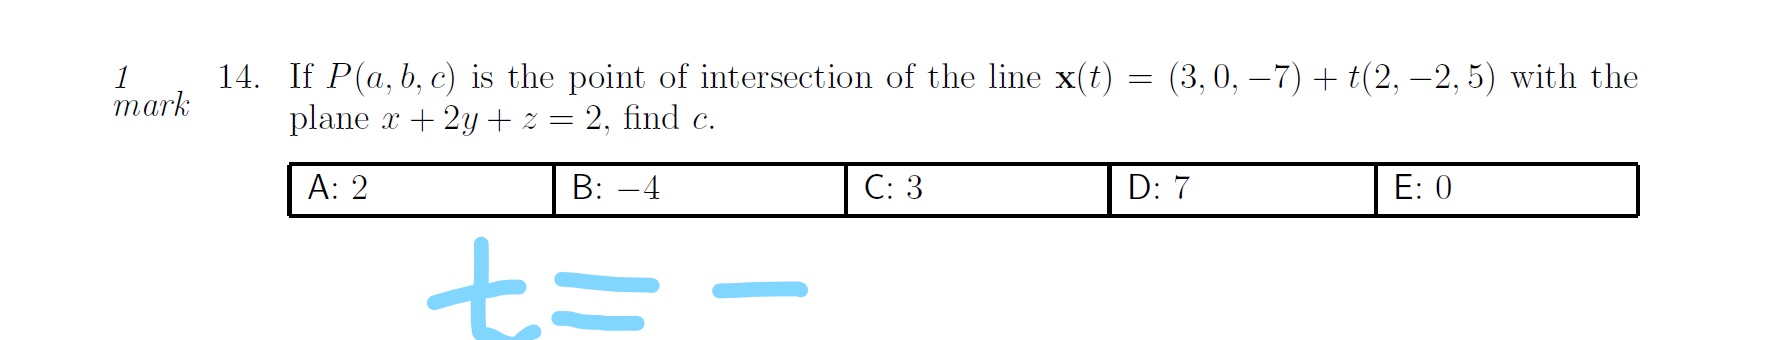 1 mark
14. If P(a, b, c) is the point of intersection of the line x(t) = (3, 0, −7) + t(2, −2, 5) with the
plane x + 2y + z = 2, find c.
A: 2 B: −4 C: 3 D: 7 E: 0
t = −